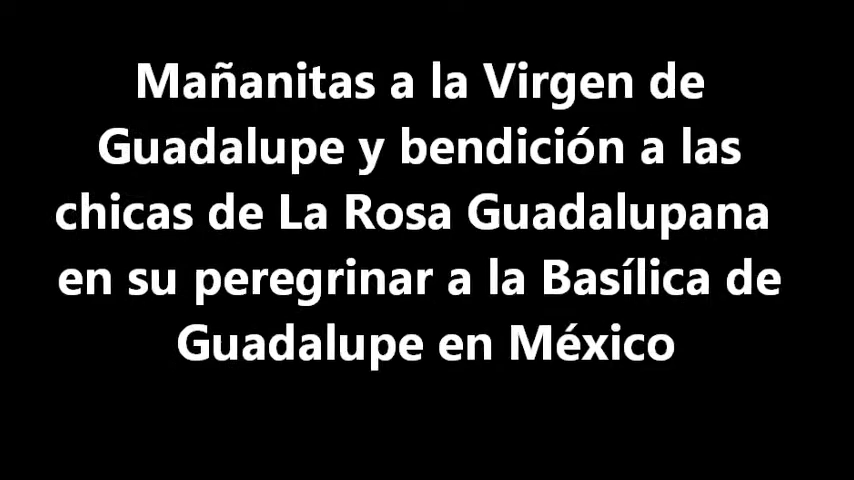 Mañanitas a la Virgen de
Guadalupe y bendición a las
chicas de La Rosa Guadalupana
en su peregrinar a la Basílica de
Guadalupe en México